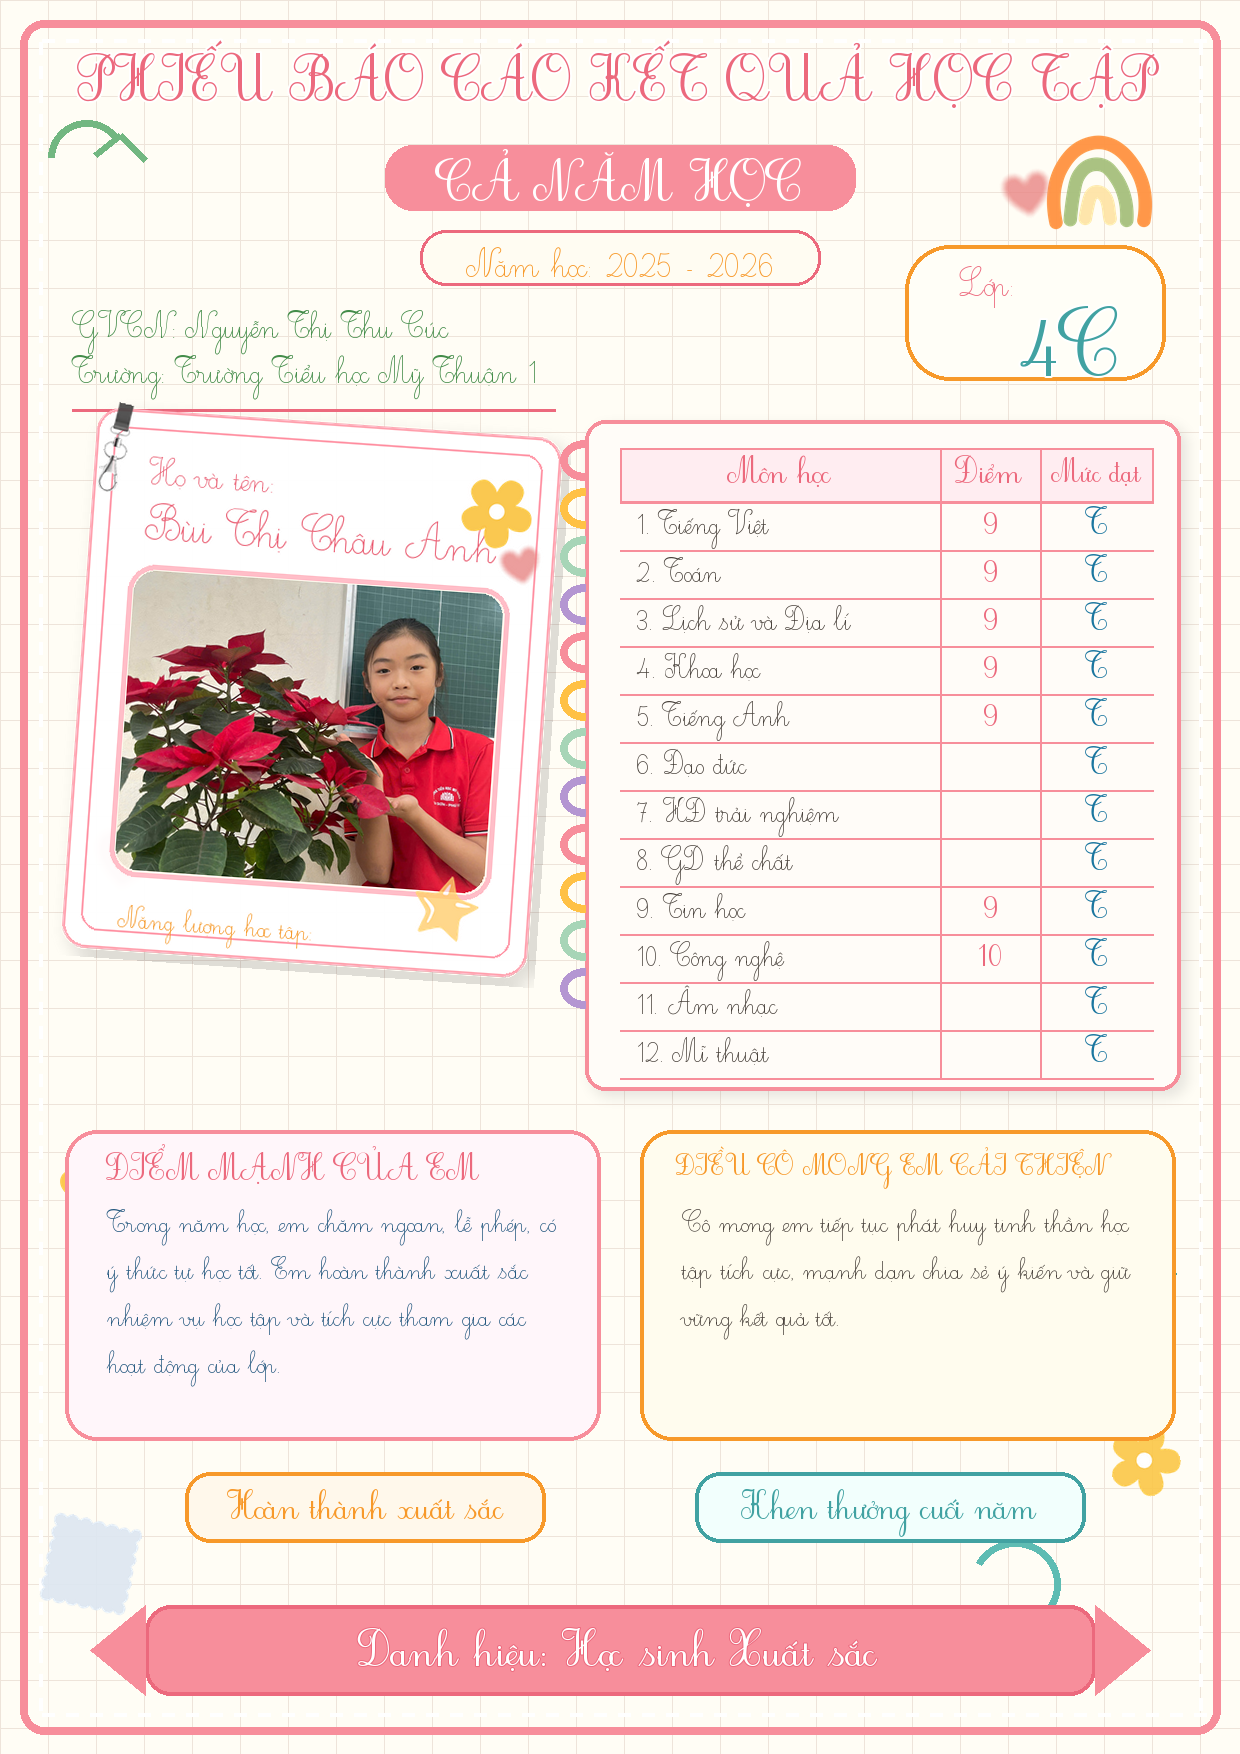 PHIẾU BÁO CÁO KẾT QUẢ HỌC TẬP
CẢ NĂM HỌC
Năm học: 2025 - 2026
Lớp:
4C
GVCN: Nguyễn Thi Thu Cúc
Trường: Trường Tiểu học Mỹ Thuận 1
Họ và tên:
Bùi Thị Châu Anh
Năng lượng học tập:
Môn học Điểm Mức đạt
1. Tiếng Việt 9 T
2. Toán 9 T
3. Lịch sử và Địa lí 9 T
4. Khoa học 9 T
5. Tiếng Anh 9 T
6. Đạo đức T
7. HĐ trải nghiệm T
8. GD thể chất T
9. Tin học 9 T
10. Công nghệ 10 T
11. Âm nhạc T
12. Mĩ thuật T
ĐIỂM MẠNH CỦA EM
Trong năm học, em chăm ngoan, lễ phép, có
ý thức tự học tốt. Em hoàn thành xuất sắc
nhiệm vụ học tập và tích cực tham gia các
hoạt động của lớp.
ĐIỀU CÔ MONG EM CẢI THIỆN
Cô mong em tiếp tục phát huy tinh thần học
tập tích cực, mạnh dạn chia sẻ ý kiến và giữ
vững kết quả tốt.
Hoàn thành xuất sắc
Khen thưởng cuối năm
Danh hiệu: Học sinh Xuất sắc